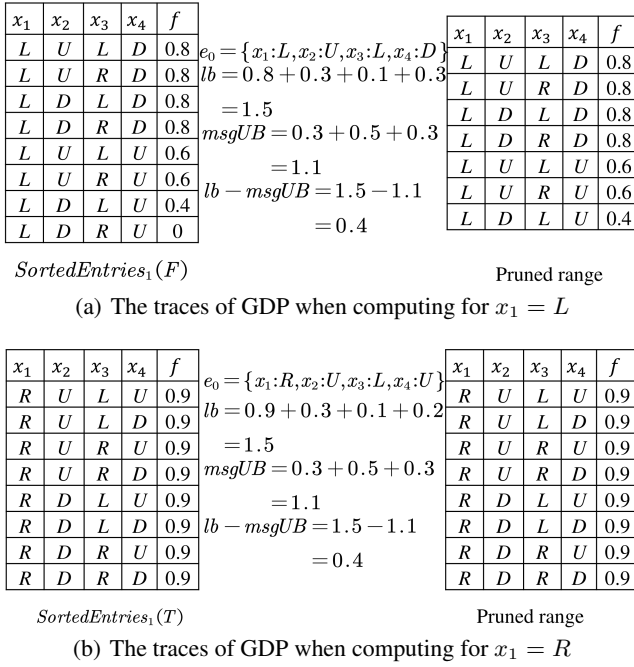 x₁ x₂ x₃ x₄ f
L U L D 0.8
L U R D 0.8
L D L D 0.8
L D R D 0.8
L U L U 0.6
L U R U 0.6
L D L U 0.4
L D R U 0
SortedEntries₁(F)
e₀ = {x₁:L,x₂:U,x₃:L,x₄:D}
lb = 0.8 + 0.3 + 0.1 + 0.3
= 1.5
msgUB = 0.3 + 0.5 + 0.3
= 1.1
lb − msgUB = 1.5 − 1.1
= 0.4
x₁ x₂ x₃ x₄ f
L U L D 0.8
L U R D 0.8
L D L D 0.8
L D R D 0.8
L U L U 0.6
L U R U 0.6
L D L U 0.4
Pruned range
(a) The traces of GDP when computing for x₁ = L
x₁ x₂ x₃ x₄ f
R U L U 0.9
R U L D 0.9
R U R U 0.9
R U R D 0.9
R D L U 0.9
R D L D 0.9
R D R U 0.9
R D R D 0.9
SortedEntries₁(T)
e₀ = {x₁:R,x₂:U,x₃:L,x₄:U}
lb = 0.9 + 0.3 + 0.1 + 0.2
= 1.5
msgUB = 0.3 + 0.5 + 0.3
= 1.1
lb − msgUB = 1.5 − 1.1
= 0.4
x₁ x₂ x₃ x₄ f
R U L U 0.9
R U L D 0.9
R U R U 0.9
R U R D 0.9
R D L U 0.9
R D L D 0.9
R D R U 0.9
R D R D 0.9
Pruned range
(b) The traces of GDP when computing for x₁ = R